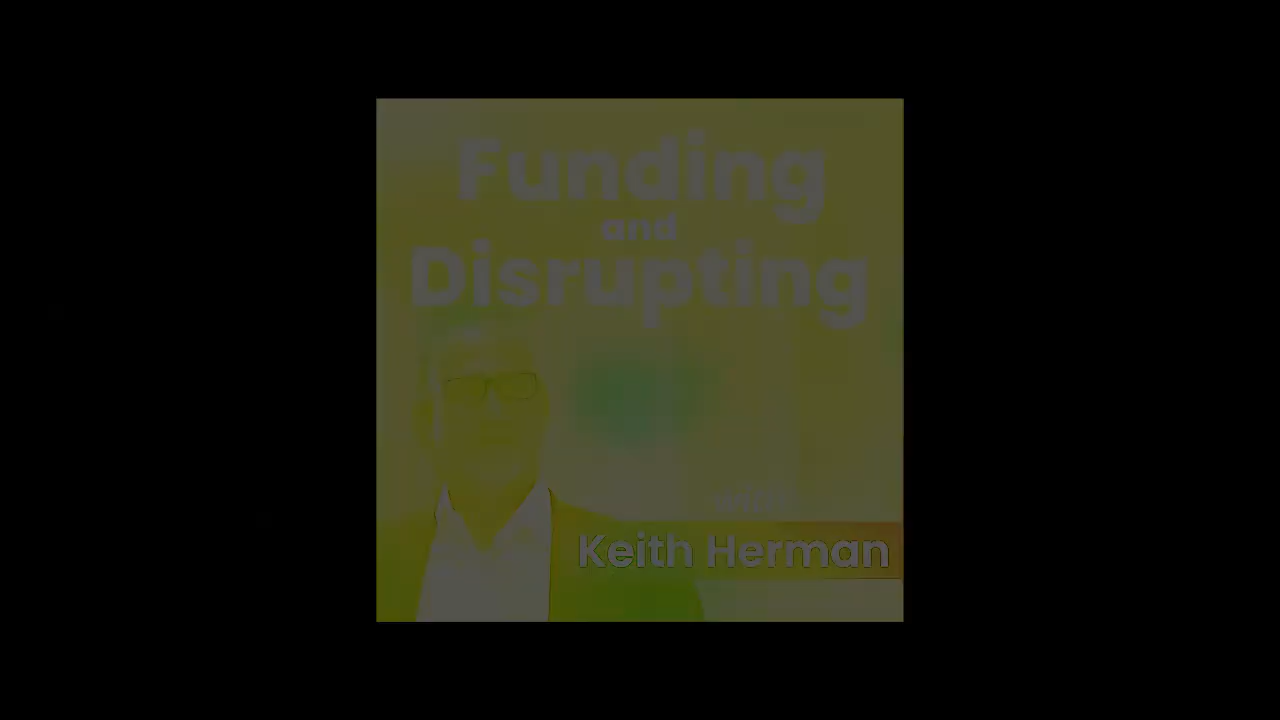 Funding
and
Disrupting
with
Keith Herman